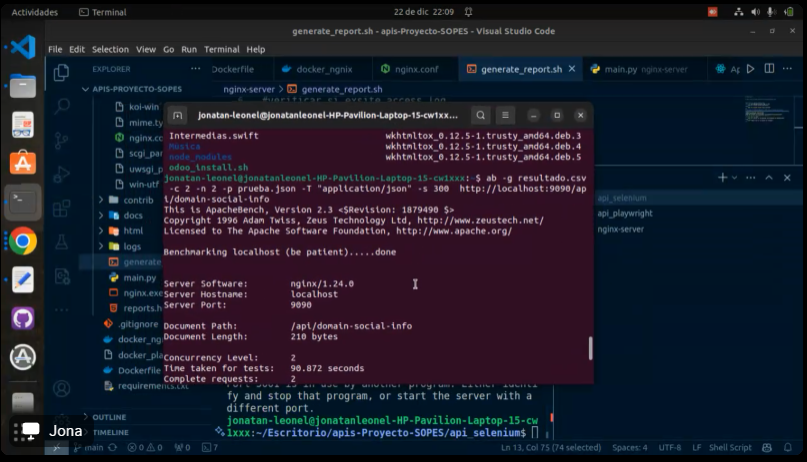 Actividades
Terminal
22 de dic 22:09
generate_report.sh - apis-Proyecto-SOPES - Visual Studio Code
File Edit Selection View Go Run Terminal Help
EXPLORER
Dockerfile
docker_ngnix
nginx.conf
generate_report.sh
main.py nginx-server
APIS-PROYECTO-SOPES
nginx-server > generate_report.sh
koi-win
mime.ty
nginx.c
scgi_par
uwsgi_p
win-utf
contrib
docs
html
logs
generate
main.py
nginx.exe
reports.h
.gitignore
docker_ng
docker_pla
Dockerfile
requirements.txt
OUTLINE
TIMELINE
jonatan-leonel@jonatanleonel-HP-Pavilion-Laptop-15-cw1xx...
Intermedias.swift wkhtmltox_0.12.5-1.trusty_amd64.deb.3
Musica wkhtmltox_0.12.5-1.trusty_amd64.deb.4
node_modules wkhtmltox_0.12.5-1.trusty_amd64.deb.5
odoo_install.sh
jonatan-leonel@jonatanleonel-HP-Pavilion-Laptop-15-cw1xxx:~$ ab -g resultado.csv
-c 2 -n 2 -p prueba.json -T "application/json" -s 300 http://localhost:9090/ap
i/domain-social-info
This is ApacheBench, Version 2.3 <$Revision: 1879490 $>
Copyright 1996 Adam Twiss, Zeus Technology Ltd, http://www.zeustech.net/
Licensed to The Apache Software Foundation, http://www.apache.org/
Benchmarking localhost (be patient).....done
Server Software: nginx/1.24.0
Server Hostname: localhost
Server Port: 9090
Document Path: /api/domain-social-info
Document Length: 210 bytes
Concurrency Level: 2
Time taken for tests: 90.872 seconds
Complete requests: 2
api_selenium
api_playwright
nginx-server
fy and stop that program, or start the server with a
different port.
jonatan-leonel@jonatanleonel-HP-Pavilion-Laptop-15-cw
1xxx:~/Escritorio/apis-Proyecto-SOPES/api_selenium$
Jona
main
0 0
0
7
Ln 13, Col 75 (74 selected)
Spaces: 4
UTF-8
LF
Shell Script